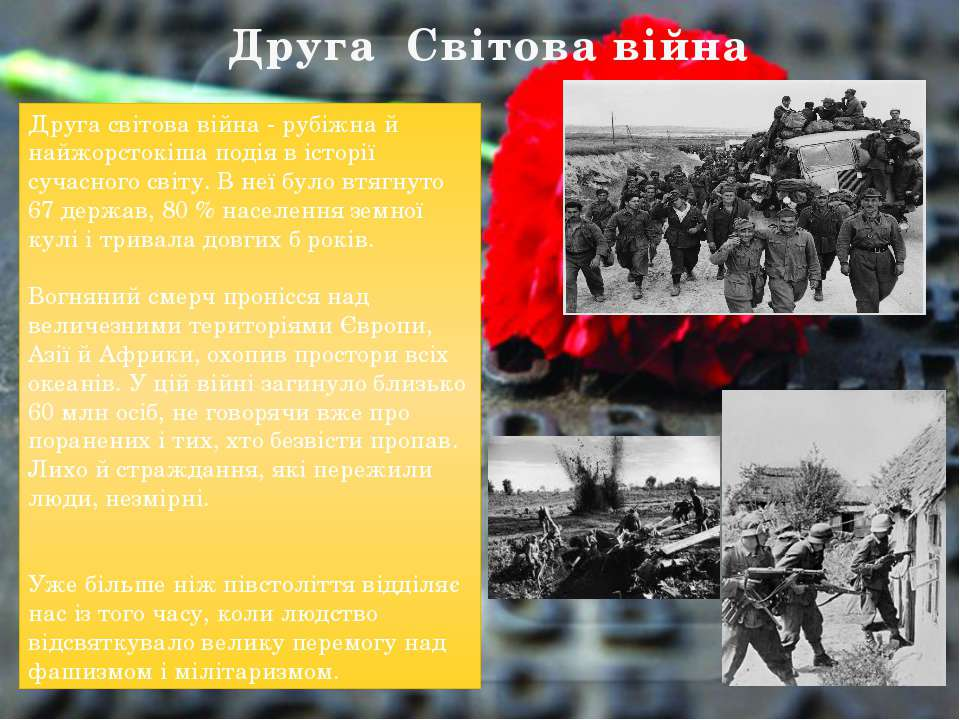 Друга Світова війна
Друга світова війна - рубіжна й
найжорстокіша подія в історії
сучасного світу. В неї було втягнуто
67 держав, 80 % населення земної
кулі і тривала довгих б років.
Вогняний смерч пронісся над
величезними територіями Європи,
Азії й Африки, охопив простори всіх
океанів. У цій війні загинуло близько
60 млн осіб, не говорячи вже про
поранених і тих, хто безвісти пропав.
Лихо й страждання, які пережили
люди, незмірні.
Уже більше ніж півстоліття відділяє
нас із того часу, коли людство
відсвяткувало велику перемогу над
фашизмом і мілітаризмом.